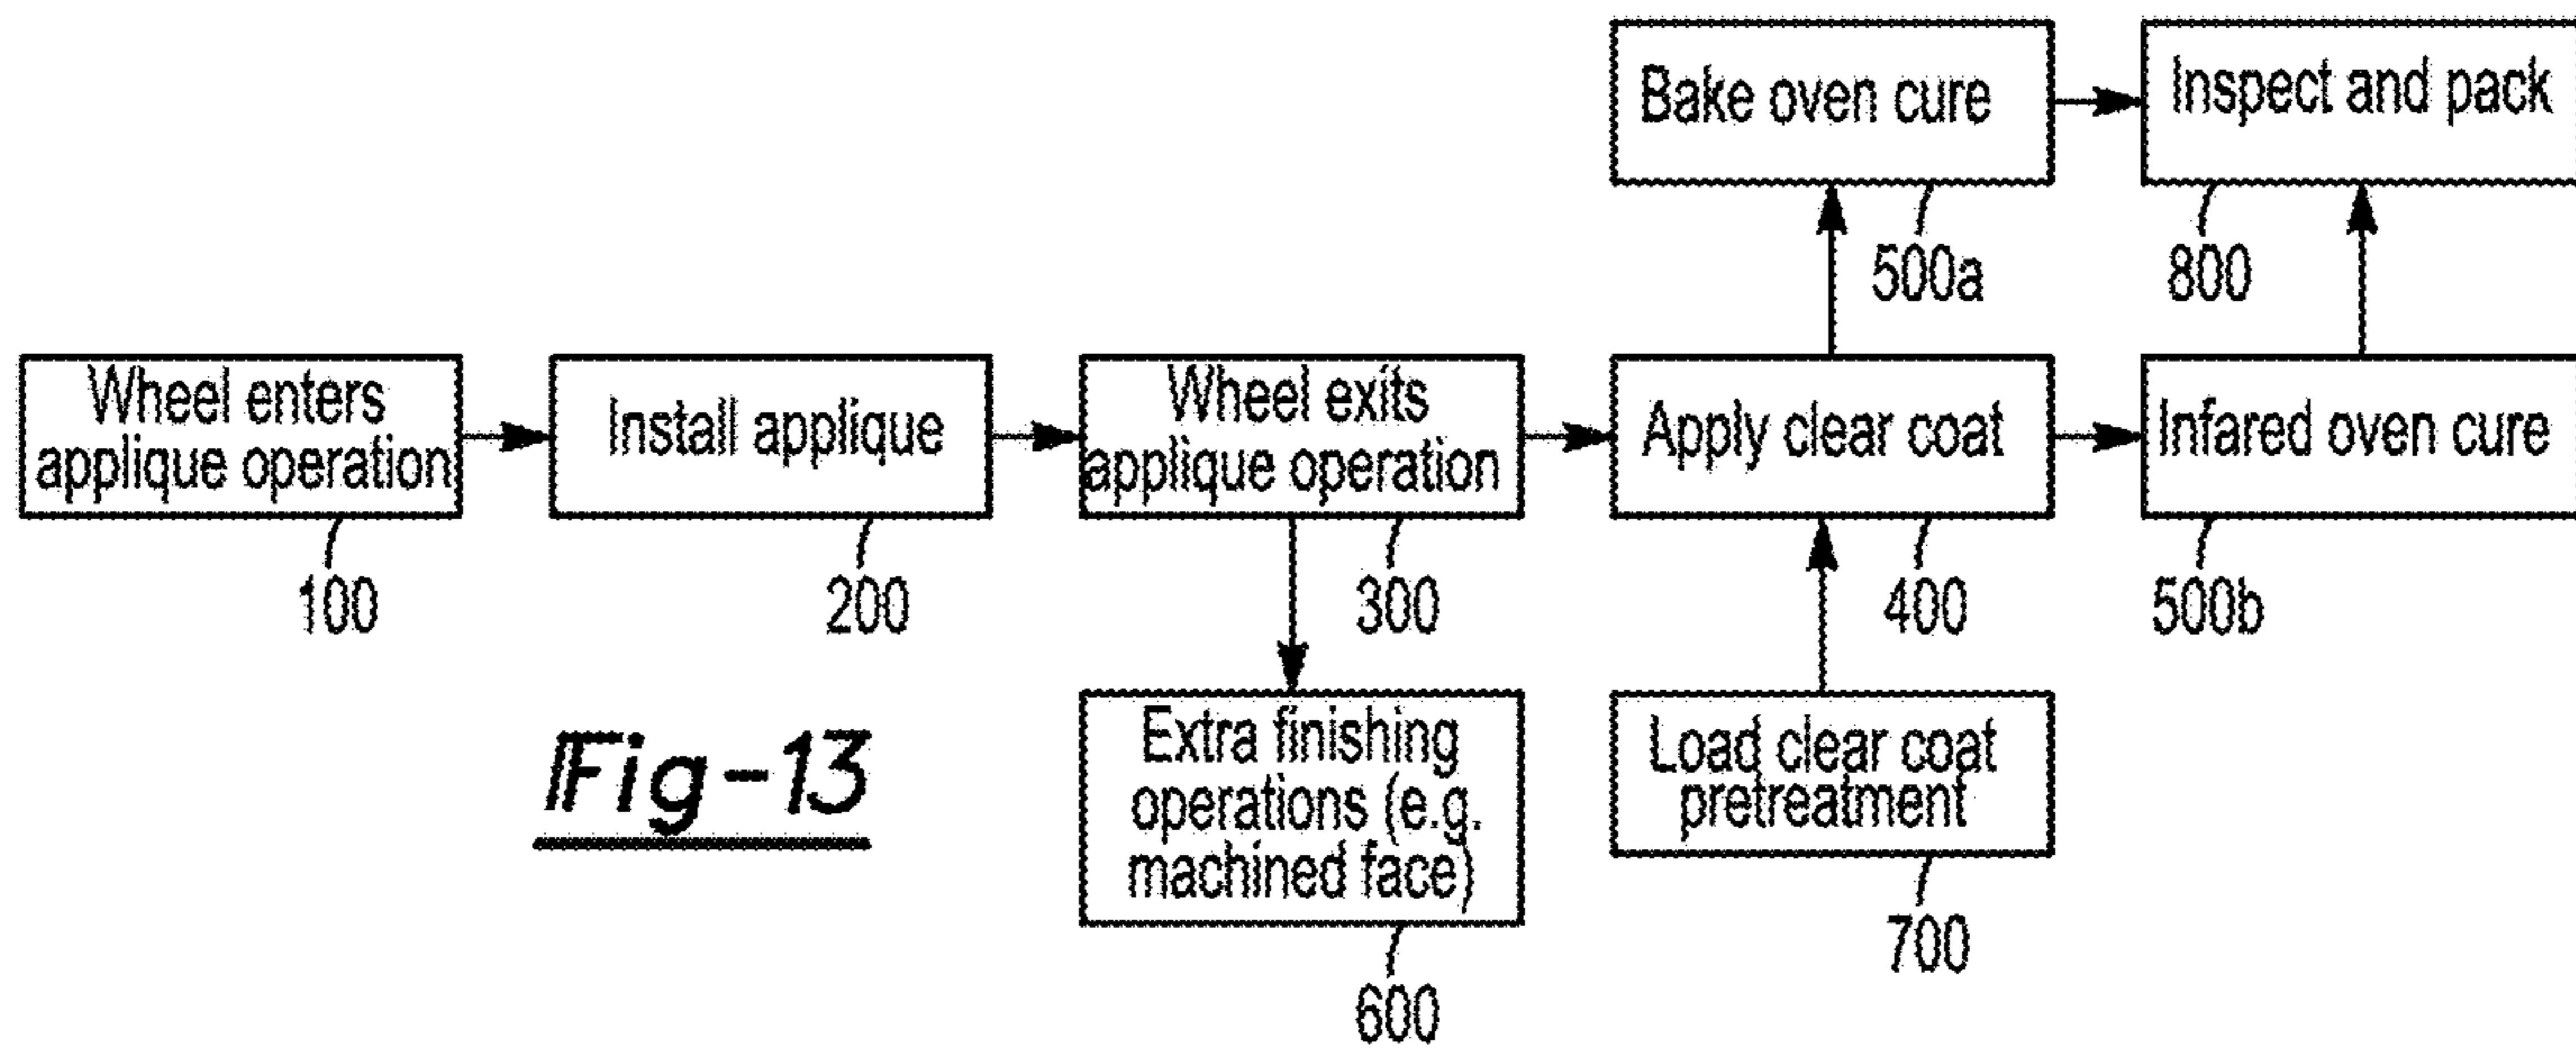 Bake oven cure
Inspect and pack
500a
800
Wheel enters
applique operation
Install applique
Wheel exits
applique operation
Apply clear coat
Infared oven cure
100
200
300
400
500b
Extra finishing
operations (e.g.
machined face)
Load clear coat
pretreatment
Fig-13
700
600